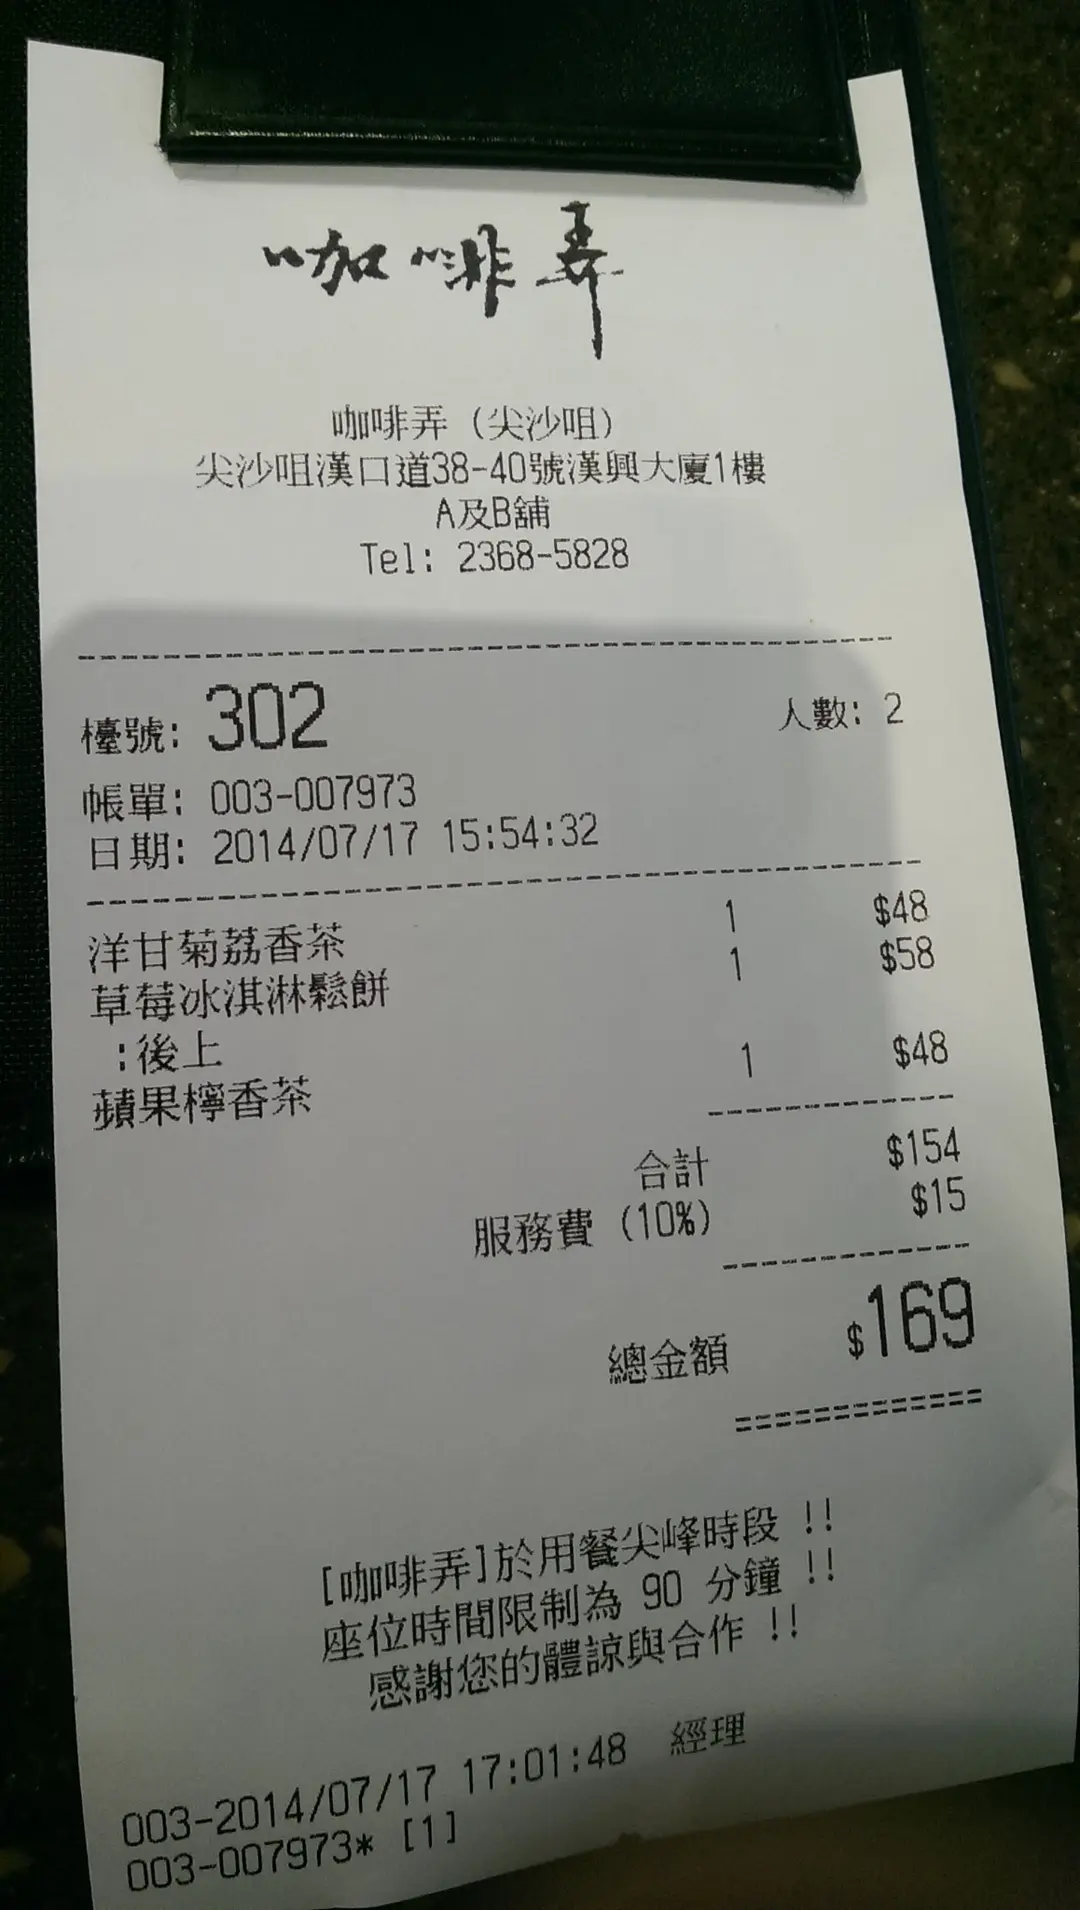 咖啡弄
咖啡弄 (尖沙咀)
尖沙咀漢口道38-40號漢興大廈1樓
A及B舖
Tel: 2368-5828
檯號: 302 人數: 2
帳單: 003-007973
日期: 2014/07/17 15:54:32
洋甘菊荔香茶 1 $48
草莓冰淇淋鬆餅 1 $58
:後上
蘋果檸香茶 1 $48
合計 $154
服務費 (10%) $15
總金額 $169
[咖啡弄]於用餐尖峰時段 !!
座位時間限制為 90 分鐘 !!
感謝您的體諒與合作 !!
003-2014/07/17 17:01:48 經理
003-007973* [1]